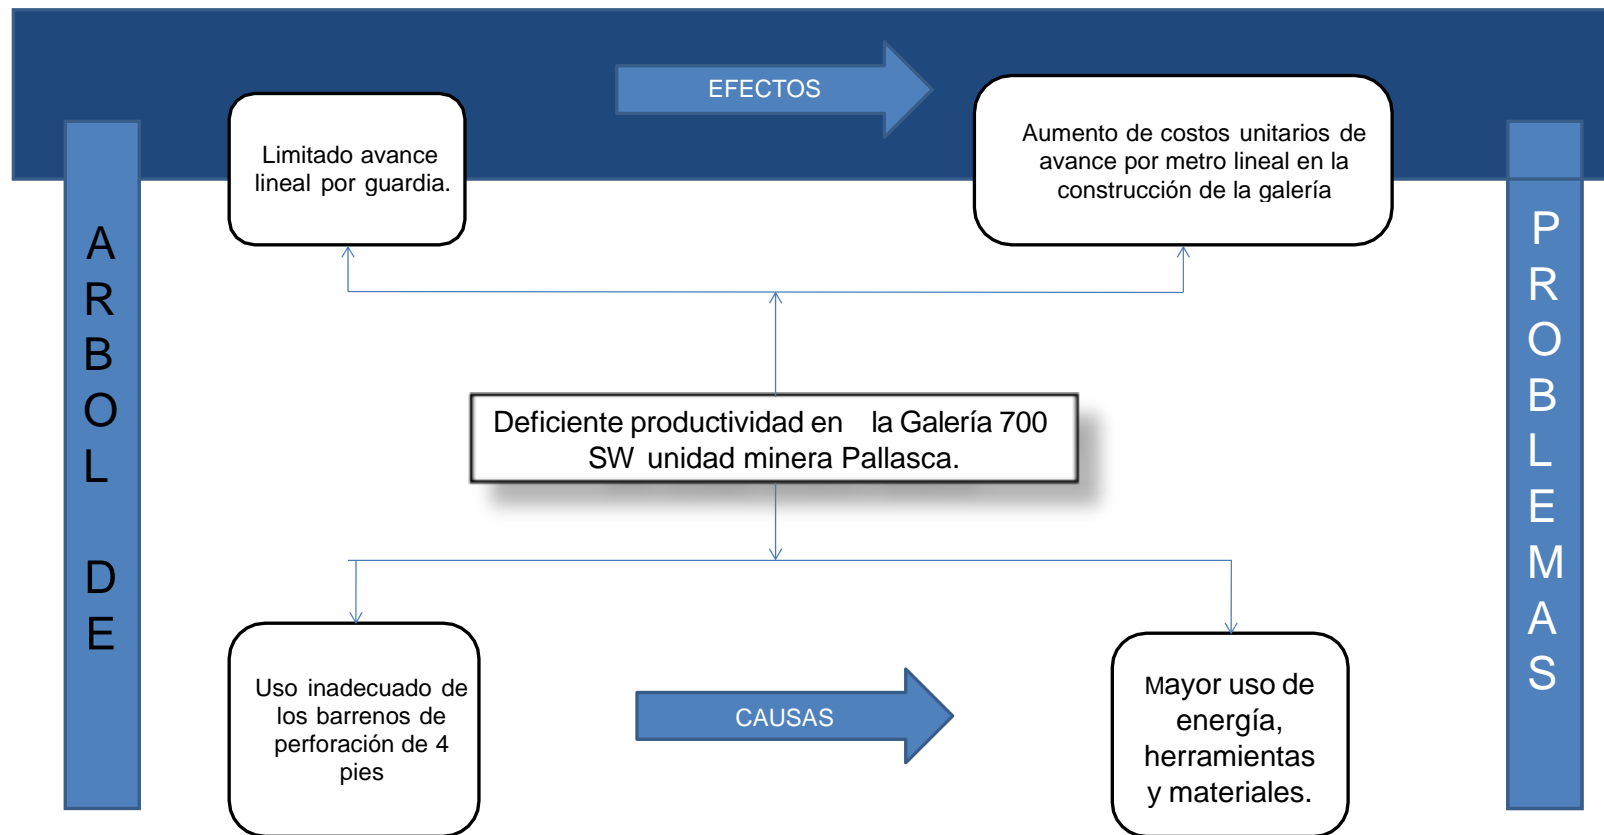 EFECTOS
Limitado avance
lineal por guardia.
Aumento de costos unitarios de
avance por metro lineal en la
construcción de la galería
A
R
B
O
L
D
E
P
R
O
B
L
E
M
A
S
Deficiente productividad en la Galería 700
SW unidad minera Pallasca.
Uso inadecuado de
los barrenos de
perforación de 4
pies
CAUSAS
Mayor uso de
energía,
herramientas
y materiales.